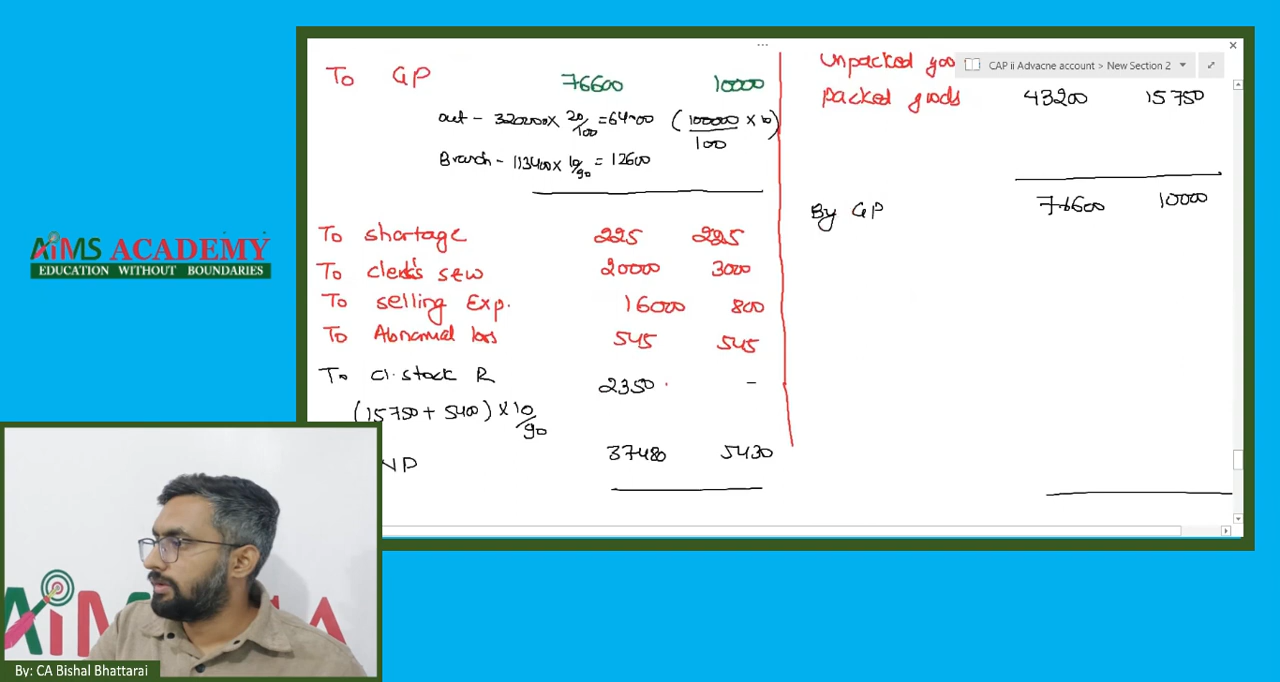 To GP 76600 10000
out - 320000 × 20/100 = 64000 (100000/100 × 10)
Branch - 113400 × 10/90 = 12600
To shortage 225 225
To clerk's sew 20000 3000
To selling Exp. 16000 800
To Abnormal loss 545 545
To cl. stock R 2350 -
(15750 + 5400) × 10/90
NP 37480 5430
unpacked goo
packed goods 43200 15750
By GP 76600 10000
CAP ii Advacne account > New Section 2
AiMS ACADEMY
EDUCATION WITHOUT BOUNDARIES
By: CA Bishal Bhattarai